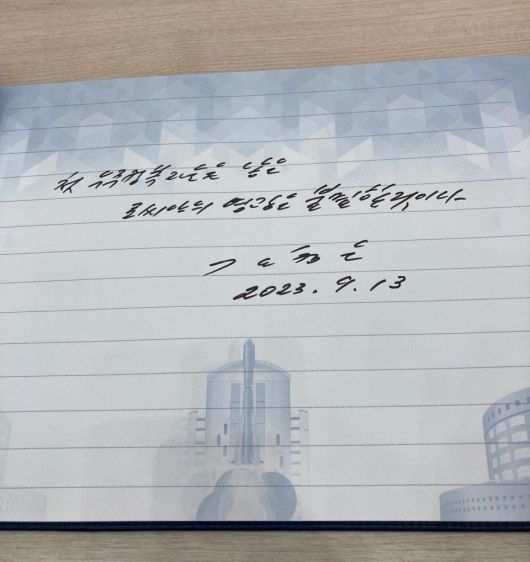 첫 우주정복자들을 낳은
로씨야의 영광은 불멸할것이다
김정은
2023. 9. 13